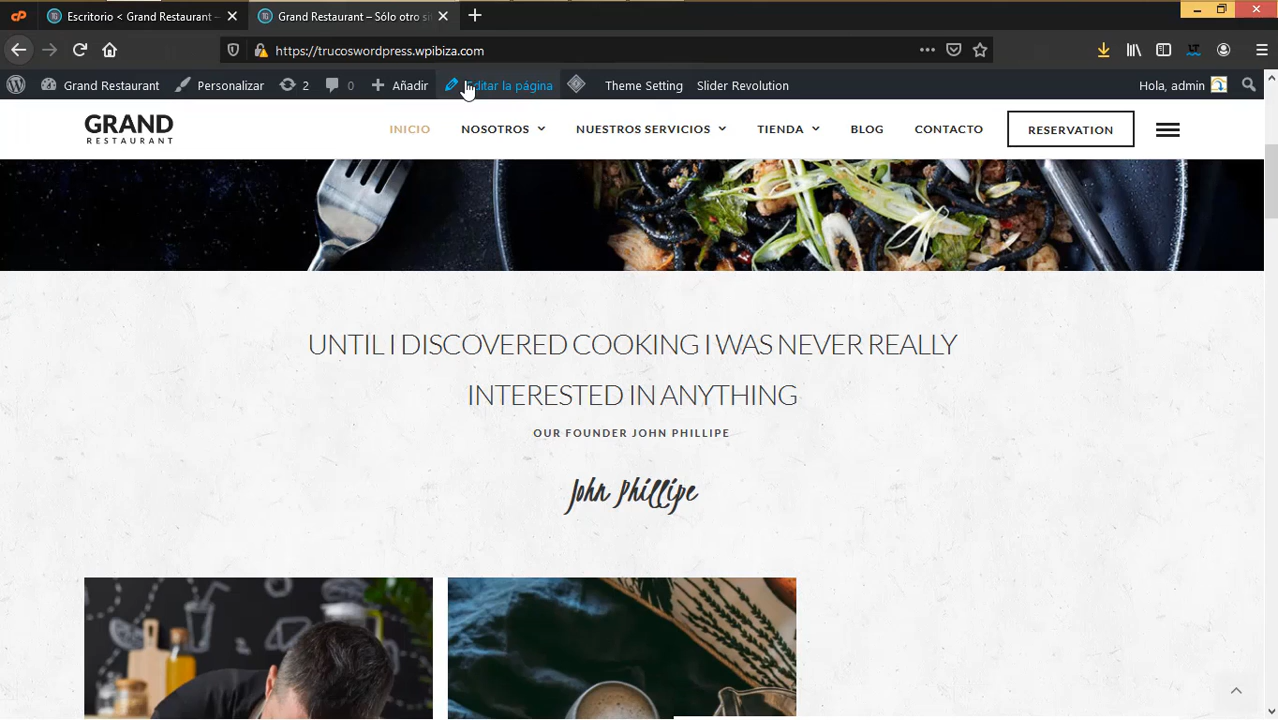 Escritorio < Grand Restaurant –
Grand Restaurant – Sólo otro si
https://trucoswordpress.wpibiza.com
LT
Grand Restaurant
Personalizar
2
0
Añadir
Editar la página
Theme Setting
Slider Revolution
Hola, admin
GRAND
RESTAURANT
INICIO
NOSOTROS
NUESTROS SERVICIOS
TIENDA
BLOG
CONTACTO
RESERVATION
UNTIL I DISCOVERED COOKING I WAS NEVER REALLY
INTERESTED IN ANYTHING
OUR FOUNDER JOHN PHILLIPE
John Phillipe